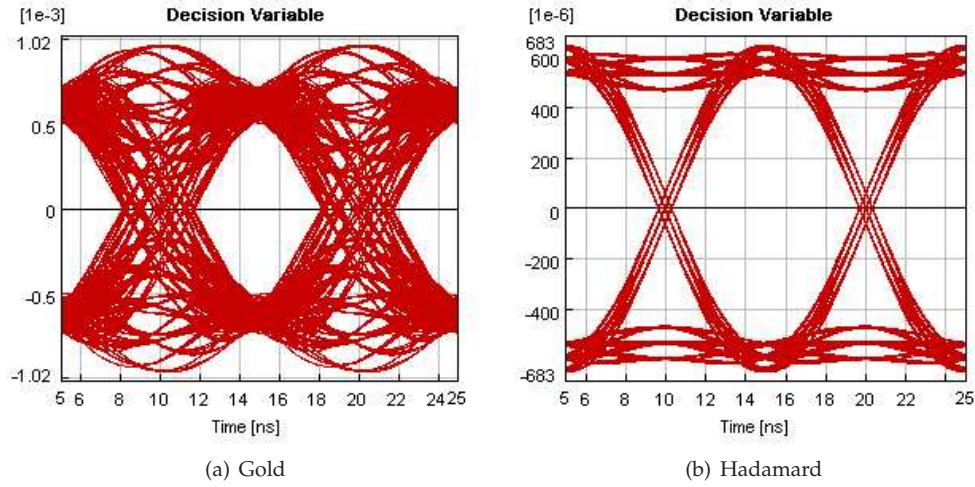 [1e-3]
Decision Variable
1.02
0.5
0
-0.5
-1.02
5 6 8 10 12 14 16 18 20 22 24 25
Time [ns]
(a) Gold
[1e-6]
Decision Variable
683
600
400
200
0
-200
-400
-683
5 6 8 10 12 14 16 18 20 22 25
Time [ns]
(b) Hadamard